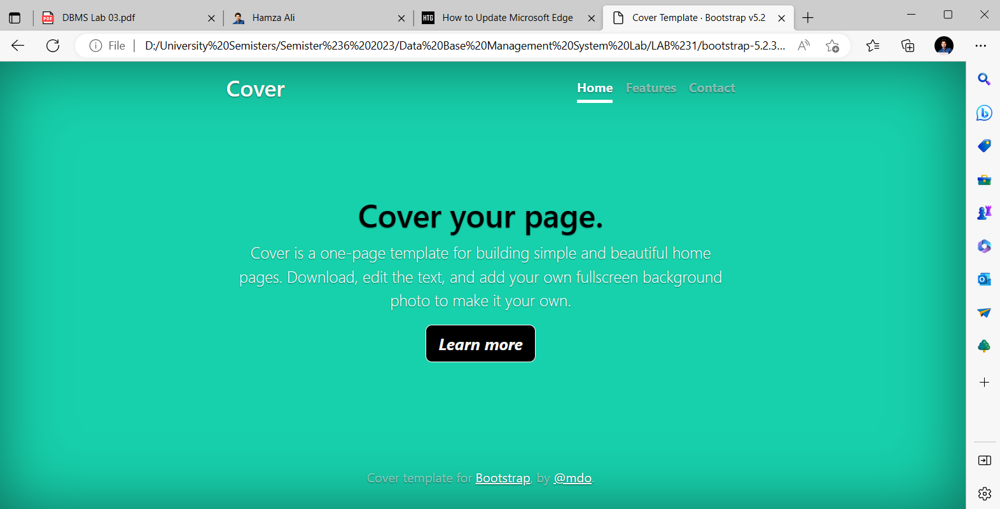 DBMS Lab 03.pdf
Hamza Ali
HTG
How to Update Microsoft Edge
Cover Template · Bootstrap v5.2
File
D:/University%20Semisters/Semister%236%202023/Data%20Base%20Management%20System%20Lab/LAB%231/bootstrap-5.2.3...
Cover
Home Features Contact
Cover your page.
Cover is a one-page template for building simple and beautiful home
pages. Download, edit the text, and add your own fullscreen background
photo to make it your own.
Learn more
Cover template for Bootstrap, by @mdo.